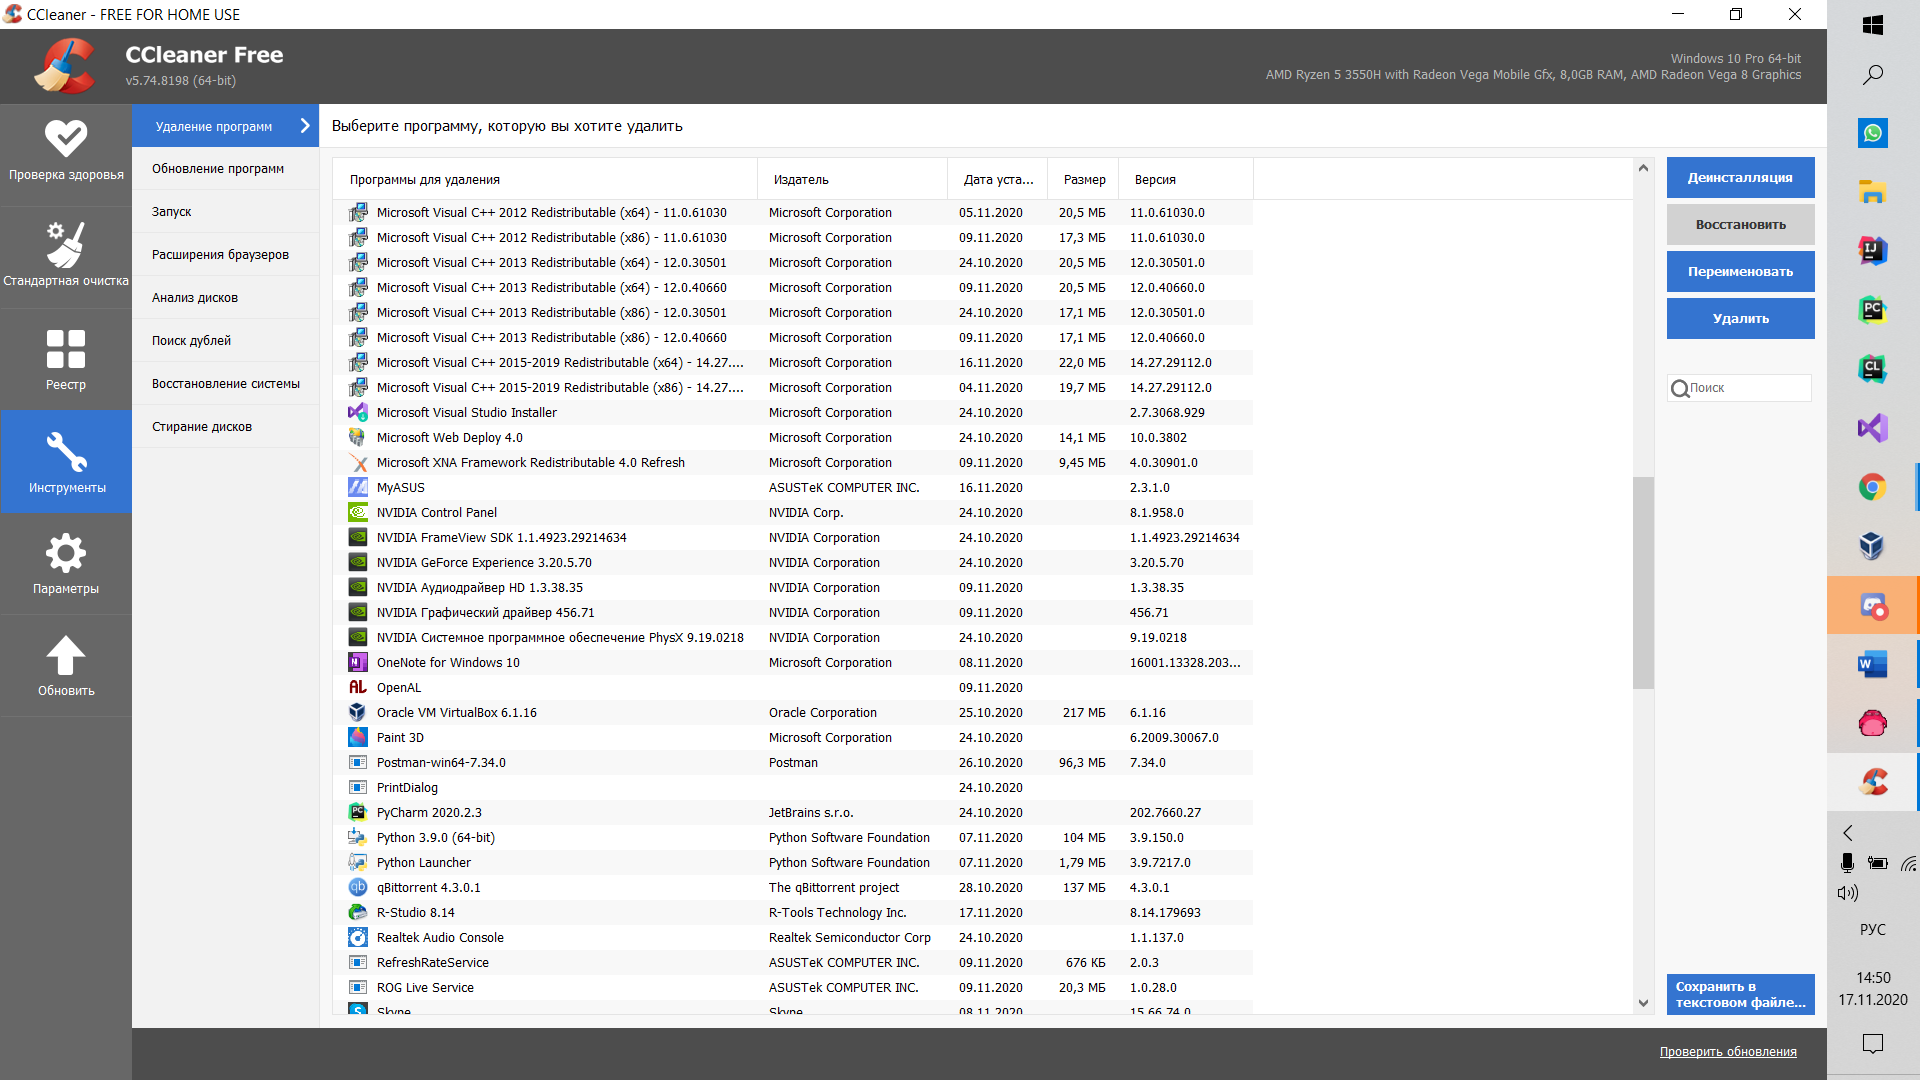 CCleaner - FREE FOR HOME USE
CCleaner Free
v5.74.8198 (64-bit)
Windows 10 Pro 64-bit
AMD Ryzen 5 3550H with Radeon Vega Mobile Gfx, 8,0GB RAM, AMD Radeon Vega 8 Graphics
Проверка здоровья
Стандартная очистка
Реестр
Инструменты
Параметры
Обновить
Удаление программ
Обновление программ
Запуск
Расширения браузеров
Анализ дисков
Поиск дублей
Восстановление системы
Стирание дисков
Выберите программу, которую вы хотите удалить
Программы для удаления Издатель Дата уста... Размер Версия
Microsoft Visual C++ 2012 Redistributable (x64) - 11.0.61030 Microsoft Corporation 05.11.2020 20,5 МБ 11.0.61030.0
Microsoft Visual C++ 2012 Redistributable (x86) - 11.0.61030 Microsoft Corporation 09.11.2020 17,3 МБ 11.0.61030.0
Microsoft Visual C++ 2013 Redistributable (x64) - 12.0.30501 Microsoft Corporation 24.10.2020 20,5 МБ 12.0.30501.0
Microsoft Visual C++ 2013 Redistributable (x64) - 12.0.40660 Microsoft Corporation 09.11.2020 20,5 МБ 12.0.40660.0
Microsoft Visual C++ 2013 Redistributable (x86) - 12.0.30501 Microsoft Corporation 24.10.2020 17,1 МБ 12.0.30501.0
Microsoft Visual C++ 2013 Redistributable (x86) - 12.0.40660 Microsoft Corporation 09.11.2020 17,1 МБ 12.0.40660.0
Microsoft Visual C++ 2015-2019 Redistributable (x64) - 14.27.... Microsoft Corporation 16.11.2020 22,0 МБ 14.27.29112.0
Microsoft Visual C++ 2015-2019 Redistributable (x86) - 14.27.... Microsoft Corporation 04.11.2020 19,7 МБ 14.27.29112.0
Microsoft Visual Studio Installer Microsoft Corporation 24.10.2020 2.7.3068.929
Microsoft Web Deploy 4.0 Microsoft Corporation 24.10.2020 14,1 МБ 10.0.3802
Microsoft XNA Framework Redistributable 4.0 Refresh Microsoft Corporation 09.11.2020 9,45 МБ 4.0.30901.0
MyASUS ASUSTeK COMPUTER INC. 16.11.2020 2.3.1.0
NVIDIA Control Panel NVIDIA Corp. 24.10.2020 8.1.958.0
NVIDIA FrameView SDK 1.1.4923.29214634 NVIDIA Corporation 24.10.2020 1.1.4923.29214634
NVIDIA GeForce Experience 3.20.5.70 NVIDIA Corporation 24.10.2020 3.20.5.70
NVIDIA Аудиодрайвер HD 1.3.38.35 NVIDIA Corporation 09.11.2020 1.3.38.35
NVIDIA Графический драйвер 456.71 NVIDIA Corporation 09.11.2020 456.71
NVIDIA Системное программное обеспечение PhysX 9.19.0218 NVIDIA Corporation 24.10.2020 9.19.0218
OneNote for Windows 10 Microsoft Corporation 08.11.2020 16001.13328.203...
OpenAL 09.11.2020
Oracle VM VirtualBox 6.1.16 Oracle Corporation 25.10.2020 217 МБ 6.1.16
Paint 3D Microsoft Corporation 24.10.2020 6.2009.30067.0
Postman-win64-7.34.0 Postman 26.10.2020 96,3 МБ 7.34.0
PrintDialog 24.10.2020
PyCharm 2020.2.3 JetBrains s.r.o. 24.10.2020 202.7660.27
Python 3.9.0 (64-bit) Python Software Foundation 07.11.2020 104 МБ 3.9.150.0
Python Launcher Python Software Foundation 07.11.2020 1,79 МБ 3.9.7217.0
qBittorrent 4.3.0.1 The qBittorrent project 28.10.2020 137 МБ 4.3.0.1
R-Studio 8.14 R-Tools Technology Inc. 17.11.2020 8.14.179693
Realtek Audio Console Realtek Semiconductor Corp 24.10.2020 1.1.137.0
RefreshRateService ASUSTeK COMPUTER INC. 09.11.2020 676 КБ 2.0.3
ROG Live Service ASUSTek COMPUTER INC. 09.11.2020 20,3 МБ 1.0.28.0
Skype Skype 08.11.2020 15.66.74.0
Деинсталляция
Восстановить
Переименовать
Удалить
Поиск
Сохранить в
текстовом файле...
Проверить обновления
РУС
14:50
17.11.2020